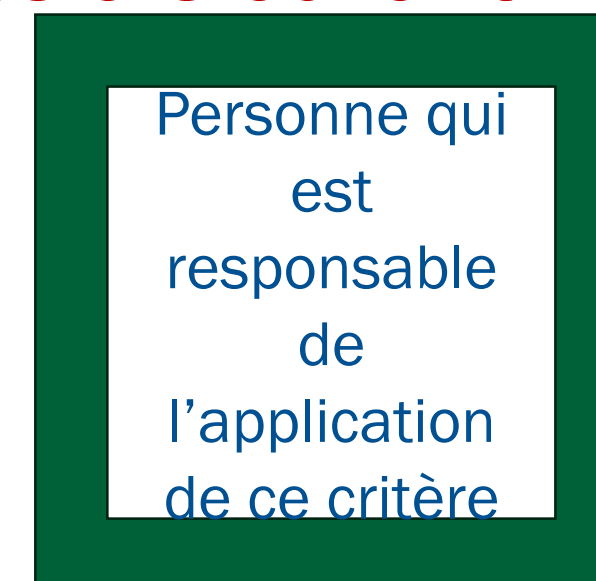 Personne qui
est
responsable
de
l’application
de ce critère